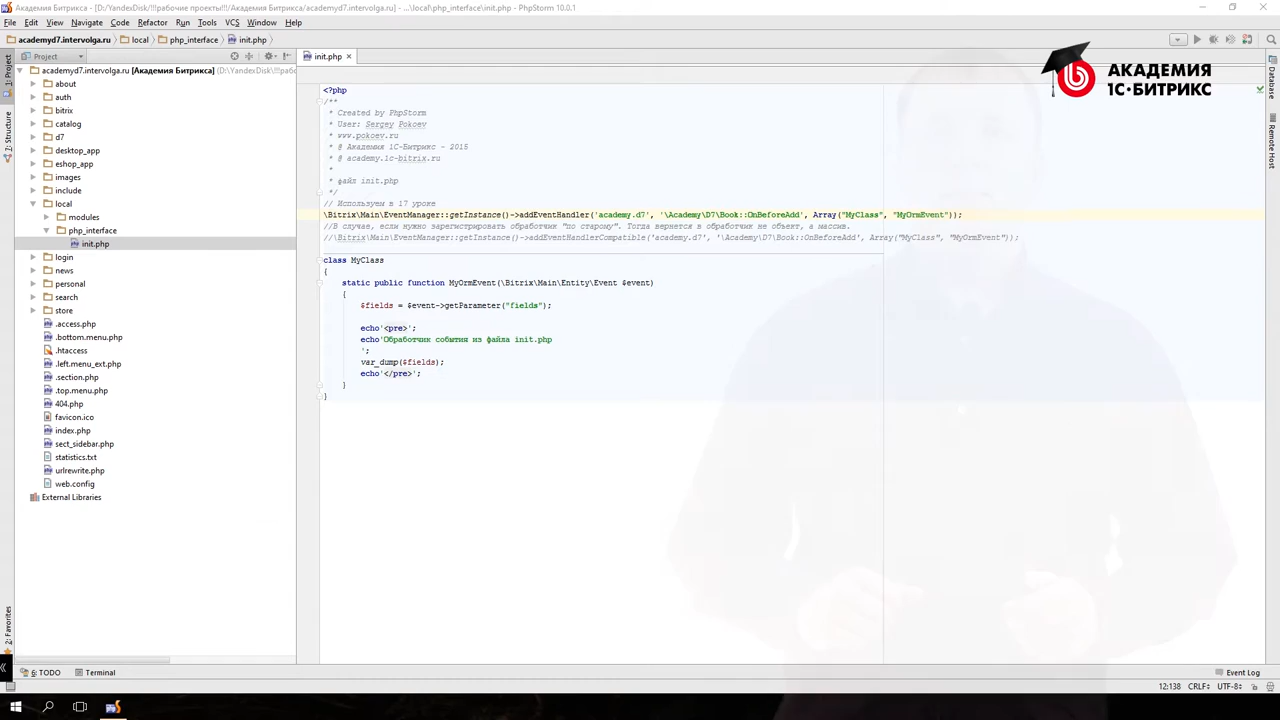 Академия Битрикса (D:\YandexDisk\!!!рабочие проекты!!!\Академия Битрикса/academyd7.intervolga.ru) - ...\local\php_interface\init.php - PhpStorm 10.0.1
File Edit View Navigate Code Refactor Run Tools VCS Window Help
academyd7.intervolga.ru local php_interface init.php
Project
init.php
АКАДЕМИЯ
1С·БИТРИКС
1: Project
Z: Structure
2: Favorites
Database
Remote Host
academyd7.intervolga.ru [Академия Битрикса] (D:\YandexDisk\!!!рабо
about
auth
bitrix
catalog
d7
desktop_app
eshop_app
images
include
local
modules
php_interface
init.php
login
news
personal
search
store
.access.php
.bottom.menu.php
.htaccess
.left.menu_ext.php
.section.php
.top.menu.php
404.php
favicon.ico
index.php
sect_sidebar.php
statistics.txt
urlrewrite.php
web.config
External Libraries
<?php
/**
* Created by PhpStorm
* User: Sergey Pokoev
* www.pokoev.ru
* @ Академия 1С-Битрикс - 2015
* @ academy.1c-bitrix.ru
*
* файл init.php
*/
// Используем в 17 уроке
\Bitrix\Main\EventManager::getInstance()->addEventHandler('academy.d7', '\Academy\D7\Book::OnBeforeAdd', Array("MyClass", "MyOrmEvent"));
//В случае, если нужно зарегистрировать обработчик "по старому". Тогда вернется в обработчик не объект, а массив.
//\Bitrix\Main\EventManager::getInstance()->addEventHandlerCompatible('academy.d7', '\Academy\D7\Book::OnBeforeAdd', Array("MyClass", "MyOrmEvent"));
class MyClass
{
static public function MyOrmEvent(\Bitrix\Main\Entity\Event $event)
{
$fields = $event->getParameter("fields");
echo'<pre>';
echo'Обработчик события из файла init.php
';
var_dump($fields);
echo'</pre>';
}
}
6: TODO Terminal
Event Log
12:138 CRLF UTF-8